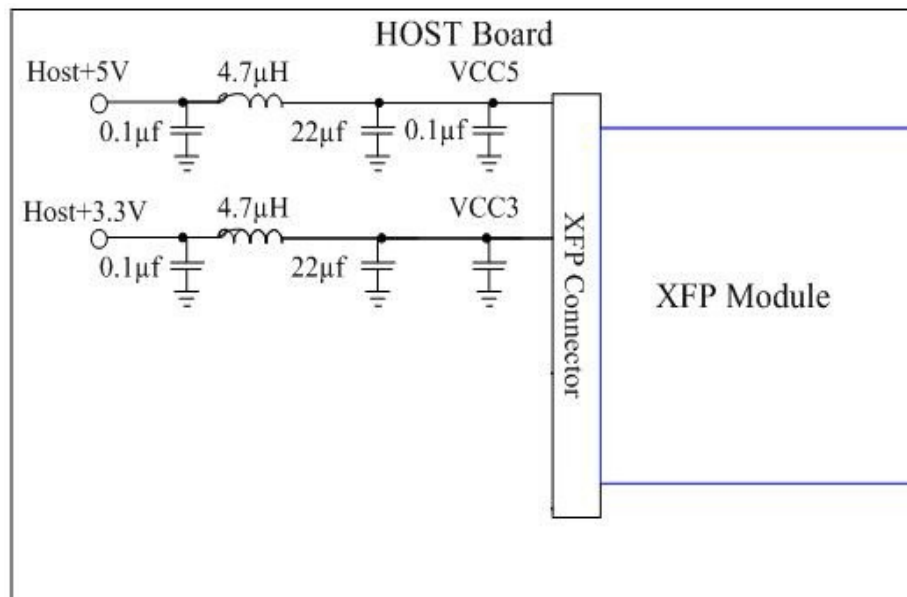 HOST Board
Host+5V
4.7µH
VCC5
0.1µf
22µf
0.1µf
Host+3.3V
4.7µH
VCC3
0.1µf
22µf
XFP Connector
XFP Module